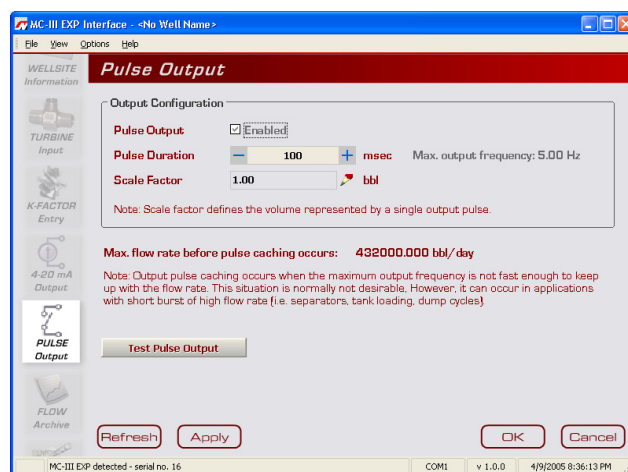 MC-III EXP Interface - <No Well Name>
File View Options Help
WELLSITE
Information
TURBINE
Input
K-FACTOR
Entry
4-20 mA
Output
PULSE
Output
FLOW
Archive
Pulse Output
Output Configuration
Pulse Output Enabled
Pulse Duration − 100 + msec Max. output frequency: 5.00 Hz
Scale Factor 1.00 bbl
Note: Scale factor defines the volume represented by a single output pulse.
Max. flow rate before pulse caching occurs: 432000.000 bbl/day
Note: Output pulse caching occurs when the maximum output frequency is not fast enough to keep
up with the flow rate. This situation is normally not desirable, However, it can occur in applications
with short burst of high flow rate (i.e. separators, tank loading, dump cycles).
Test Pulse Output
Refresh Apply OK Cancel
MC-III EXP detected - serial no. 16 COM1 v 1.0.0 4/9/2005 8:36:13 PM